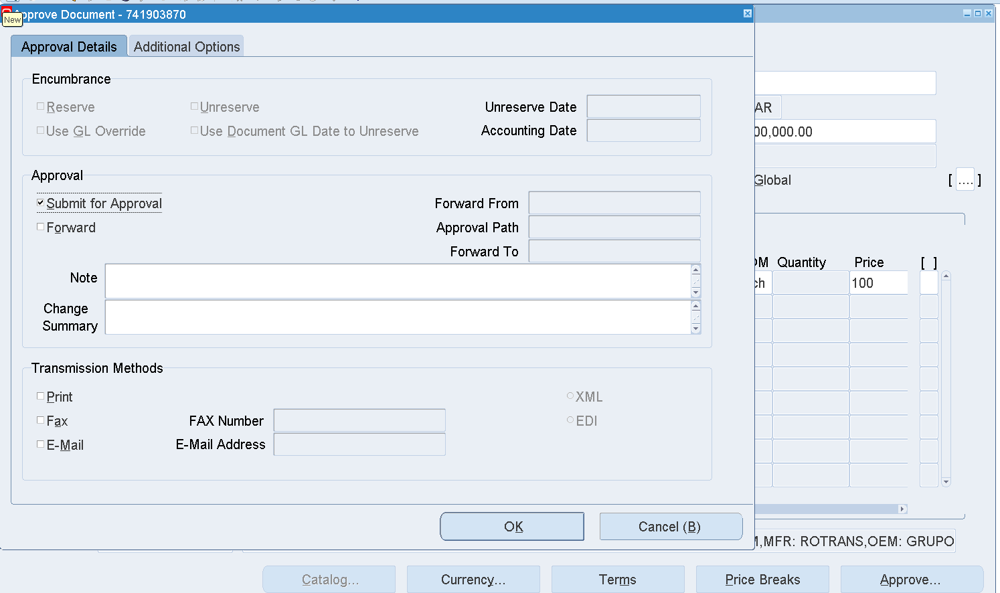 Approve Document - 741903870
New
Approval Details
Additional Options
Encumbrance
Reserve
Unreserve
Unreserve Date
Use GL Override
Use Document GL Date to Unreserve
Accounting Date
Approval
Submit for Approval
Forward From
Forward
Approval Path
Forward To
Note
Change
Summary
Transmission Methods
Print
XML
Fax
FAX Number
EDI
E-Mail
E-Mail Address
OK
Cancel (B)
AR
00,000.00
Global
[ .... ]
OM Quantity Price [ ]
ch 100
M,MFR: ROTRANS,OEM: GRUPO
Catalog...
Currency...
Terms
Price Breaks
Approve...